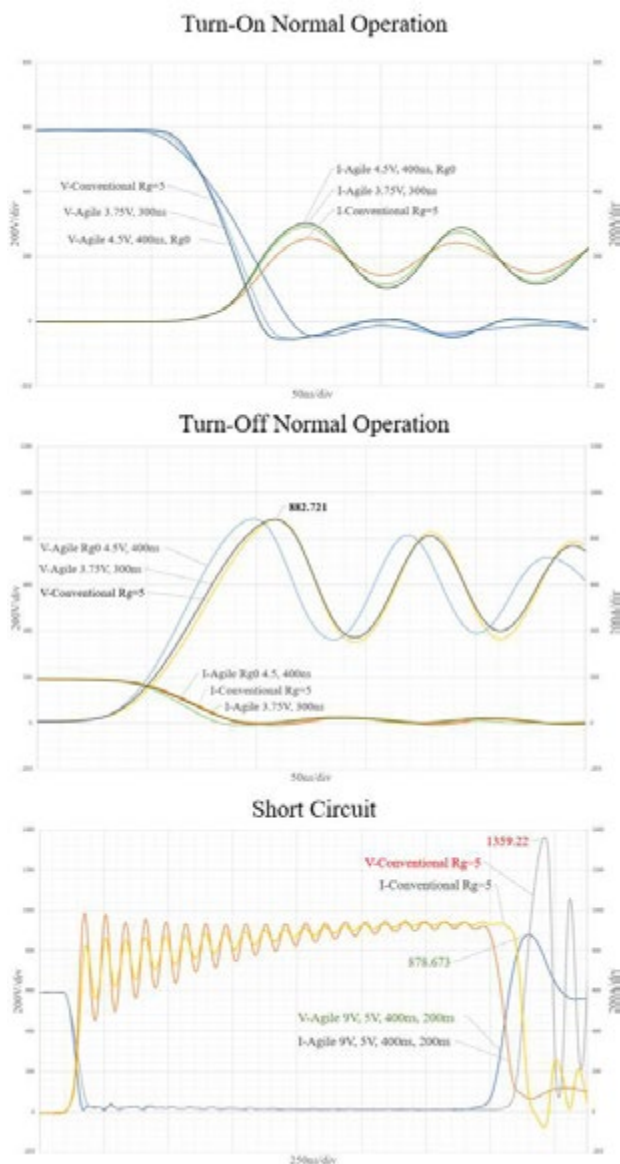 Turn-On Normal Operation
V-Conventional Rg=5
V-Agile 3.75V, 300ns
V-Agile 4.5V, 400ns, Rg0
I-Agile 4.5V, 400ns, Rg0
I-Agile 3.75V, 300ns
I-Conventional Rg=5
200V/div
200A/div
50ns/div
Turn-Off Normal Operation
882.721
V-Agile Rg0 4.5V, 400ns
V-Agile 3.75V, 300ns
V-Conventional Rg=5
I-Agile Rg0 4.5, 400ns
I-Conventional Rg=5
I-Agile 3.75V, 300ns
200V/div
200A/div
50ns/div
Short Circuit
1359.22
V-Conventional Rg=5
I-Conventional Rg=5
878.673
V-Agile 9V, 5V, 400ns, 200ns
I-Agile 9V, 5V, 400ns, 200ns
200V/div
200A/div
250ns/div